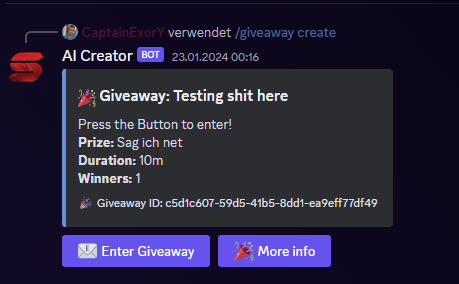 CaptainExorY verwendet /giveaway create
AI Creator BOT 23.01.2024 00:16
Giveaway: Testing shit here
Press the Button to enter!
Prize: Sag ich net
Duration: 10m
Winners: 1
Giveaway ID: c5d1c607-59d5-41b5-8dd1-ea9eff77df49
Enter Giveaway More info